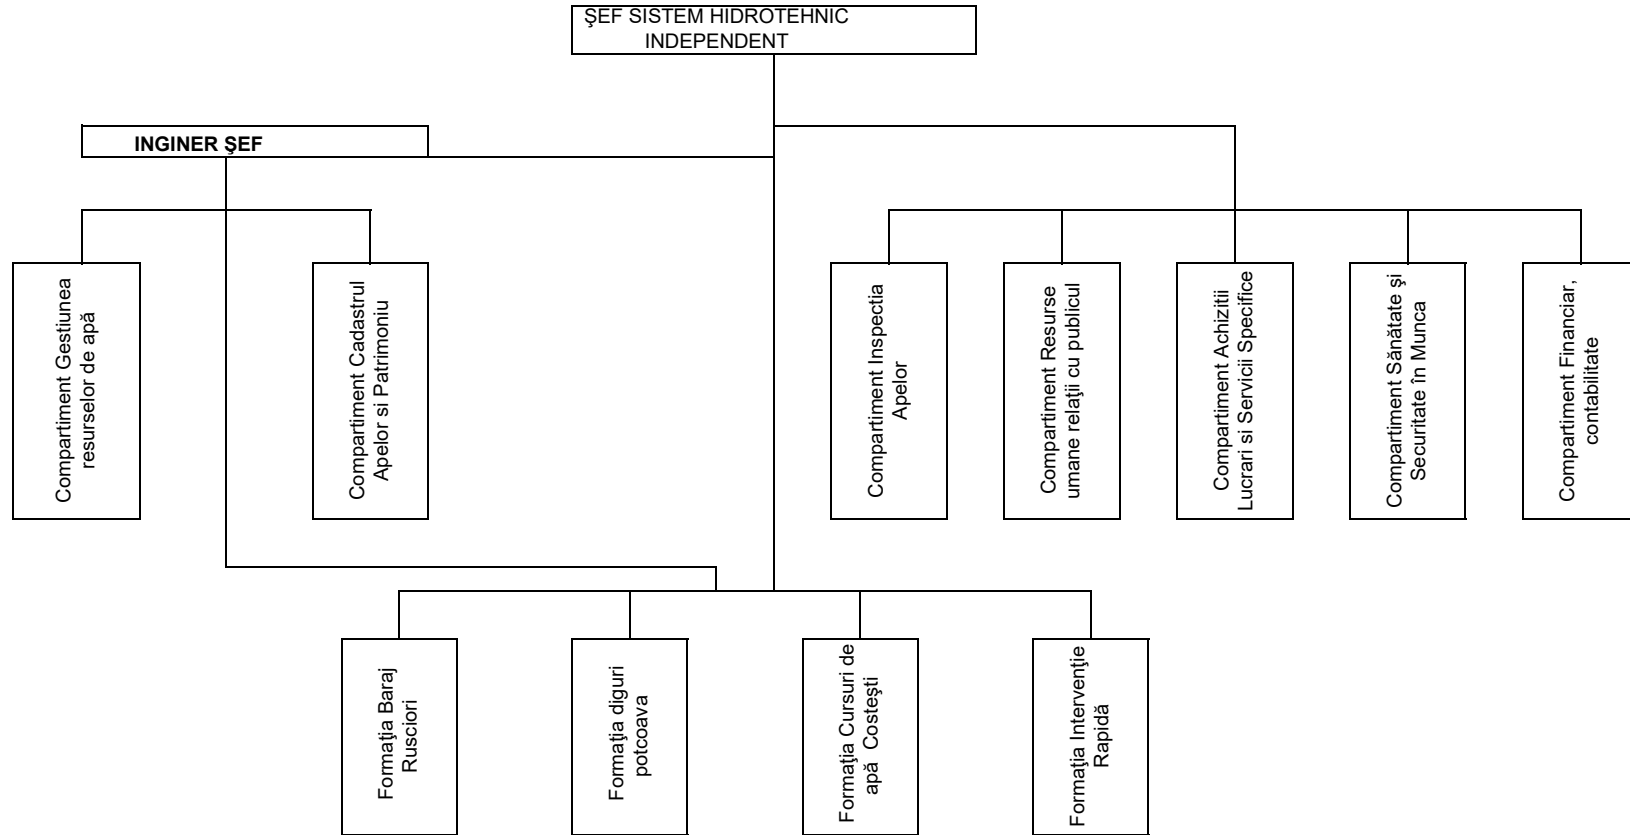 ŞEF SISTEM HIDROTEHNIC
INDEPENDENT
INGINER ŞEF
Compartiment Gestiunea
resurselor de apă
Compartiment Cadastrul
Apelor si Patrimoniu
Compartiment Inspectia
Apelor
Compartiment Resurse
umane relaţii cu publicul
Compartiment Achizitii
Lucrari si Servicii Specifice
Compartiment Sănătate şi
Securitate în Munca
Compartiment Financiar,
contabilitate
Formaţia Baraj
Rusciori
Formaţia diguri
potcoava
Formaţia Cursuri de
apă Costeşti
Formaţia Intervenţie
Rapidă